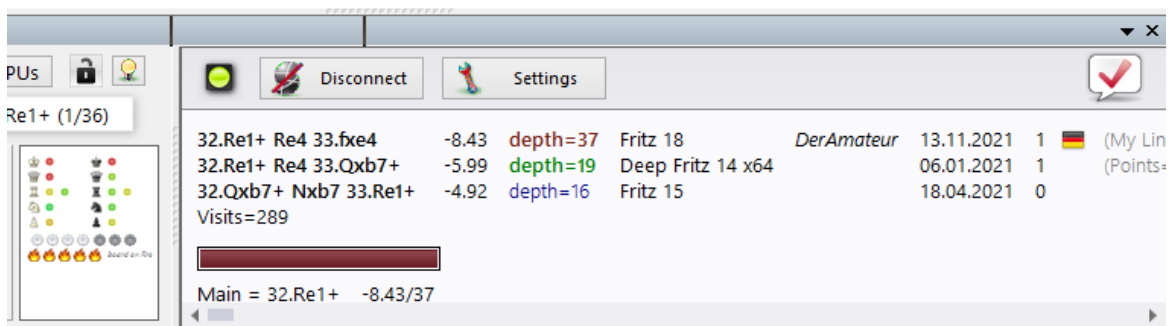 PUs
Disconnect
Settings
Re1+ (1/36)
32.Re1+ Re4 33.fxe4 -8.43 depth=37 Fritz 18 DerAmateur 13.11.2021 1 (My Lin
32.Re1+ Re4 33.Qxb7+ -5.99 depth=19 Deep Fritz 14 x64 06.01.2021 1 (Points=
32.Qxb7+ Nxb7 33.Re1+ -4.92 depth=16 Fritz 15 18.04.2021 0
Visits=289
Board on Fire
Main = 32.Re1+ -8.43/37